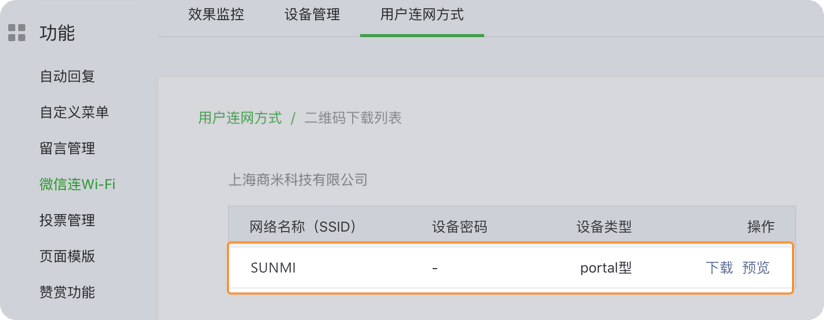 效果监控 设备管理 用户连网方式
功能
自动回复
自定义菜单
留言管理
微信连Wi-Fi
投票管理
页面模版
赞赏功能
用户连网方式 / 二维码下载列表
上海商米科技有限公司
网络名称（SSID） 设备密码 设备类型 操作
SUNMI - portal型 下载 预览